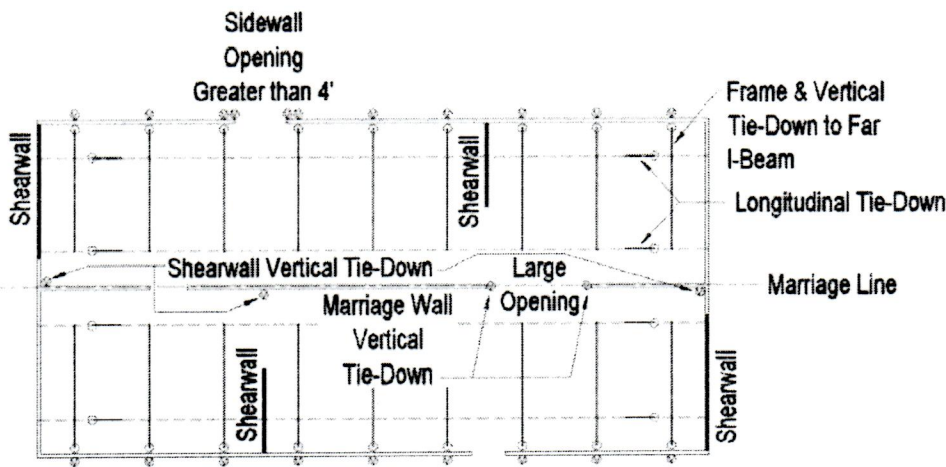 Sidewall
Opening
Greater than 4'
Frame & Vertical
Tie-Down to Far
I-Beam
Shearwall
Shearwall
Longitudinal Tie-Down
Shearwall Vertical Tie-Down
Large
Opening
Marriage Line
Marriage Wall
Vertical
Tie-Down
Shearwall
Shearwall